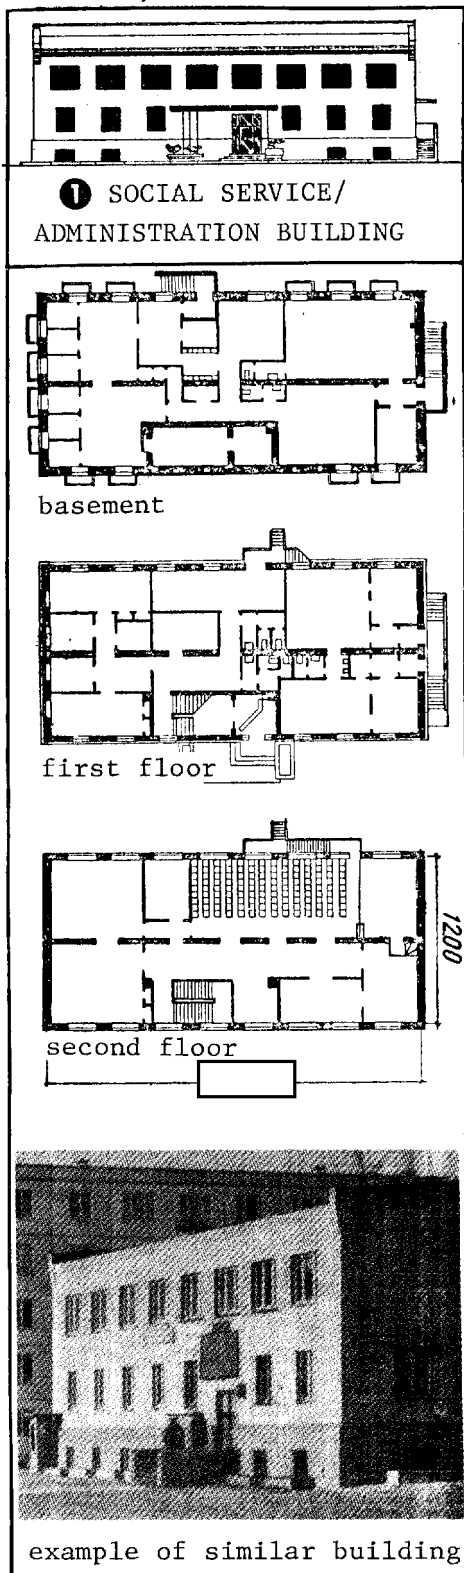 1 SOCIAL SERVICE/
ADMINISTRATION BUILDING
basement
first floor
1200
second floor
example of similar building